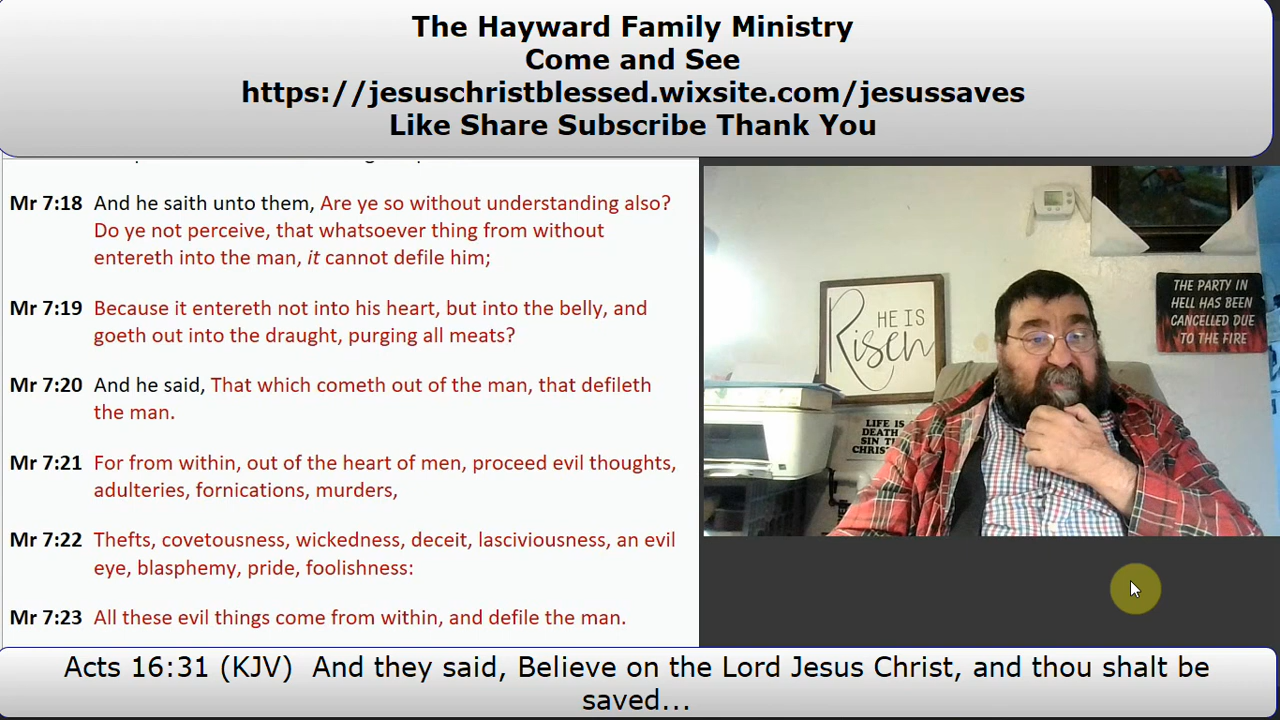 The Hayward Family Ministry
Come and See
https://jesuschristblessed.wixsite.com/jesussaves
Like Share Subscribe Thank You
Mr 7:18 And he saith unto them, Are ye so without understanding also?
Do ye not perceive, that whatsoever thing from without
entereth into the man, it cannot defile him;
Mr 7:19 Because it entereth not into his heart, but into the belly, and
goeth out into the draught, purging all meats?
Mr 7:20 And he said, That which cometh out of the man, that defileth
the man.
Mr 7:21 For from within, out of the heart of men, proceed evil thoughts,
adulteries, fornications, murders,
Mr 7:22 Thefts, covetousness, wickedness, deceit, lasciviousness, an evil
eye, blasphemy, pride, foolishness:
Mr 7:23 All these evil things come from within, and defile the man.
HE IS
Risen
THE PARTY IN
HELL HAS BEEN
CANCELLED DUE
TO THE FIRE
LIFE IS
DEATH
SIN
Acts 16:31 (KJV) And they said, Believe on the Lord Jesus Christ, and thou shalt be
saved...